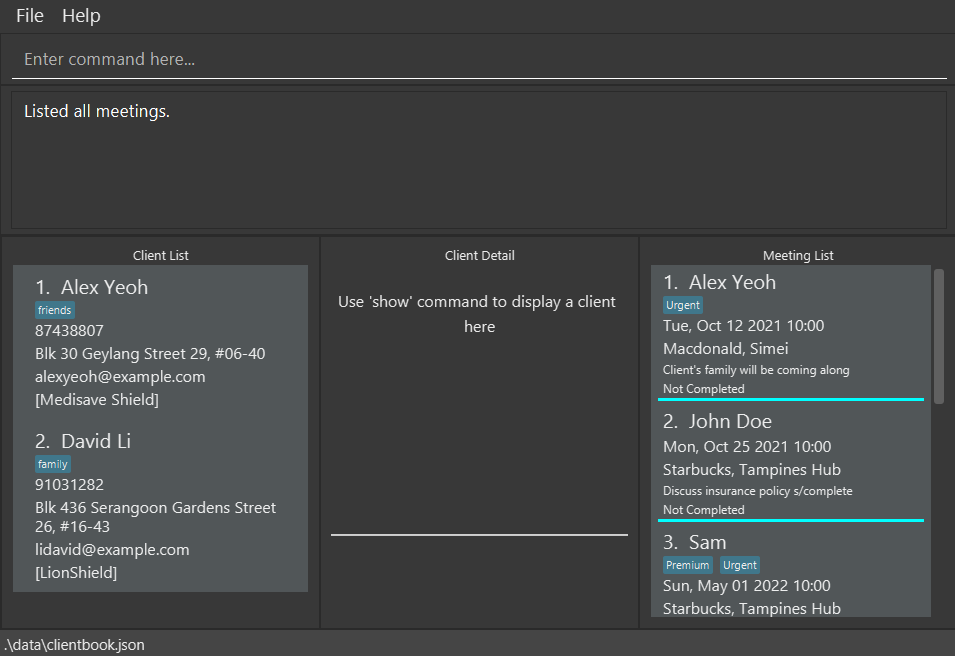 File Help
Enter command here...
Listed all meetings.
Client List
1. Alex Yeoh
friends
87438807
Blk 30 Geylang Street 29, #06-40
alexyeoh@example.com
[Medisave Shield]
2. David Li
family
91031282
Blk 436 Serangoon Gardens Street
26, #16-43
lidavid@example.com
[LionShield]
Client Detail
Use 'show' command to display a client
here
Meeting List
1. Alex Yeoh
Urgent
Tue, Oct 12 2021 10:00
Macdonald, Simei
Client's family will be coming along
Not Completed
2. John Doe
Mon, Oct 25 2021 10:00
Starbucks, Tampines Hub
Discuss insurance policy s/complete
Not Completed
3. Sam
Premium Urgent
Sun, May 01 2022 10:00
Starbucks, Tampines Hub
.\data\clientbook.json